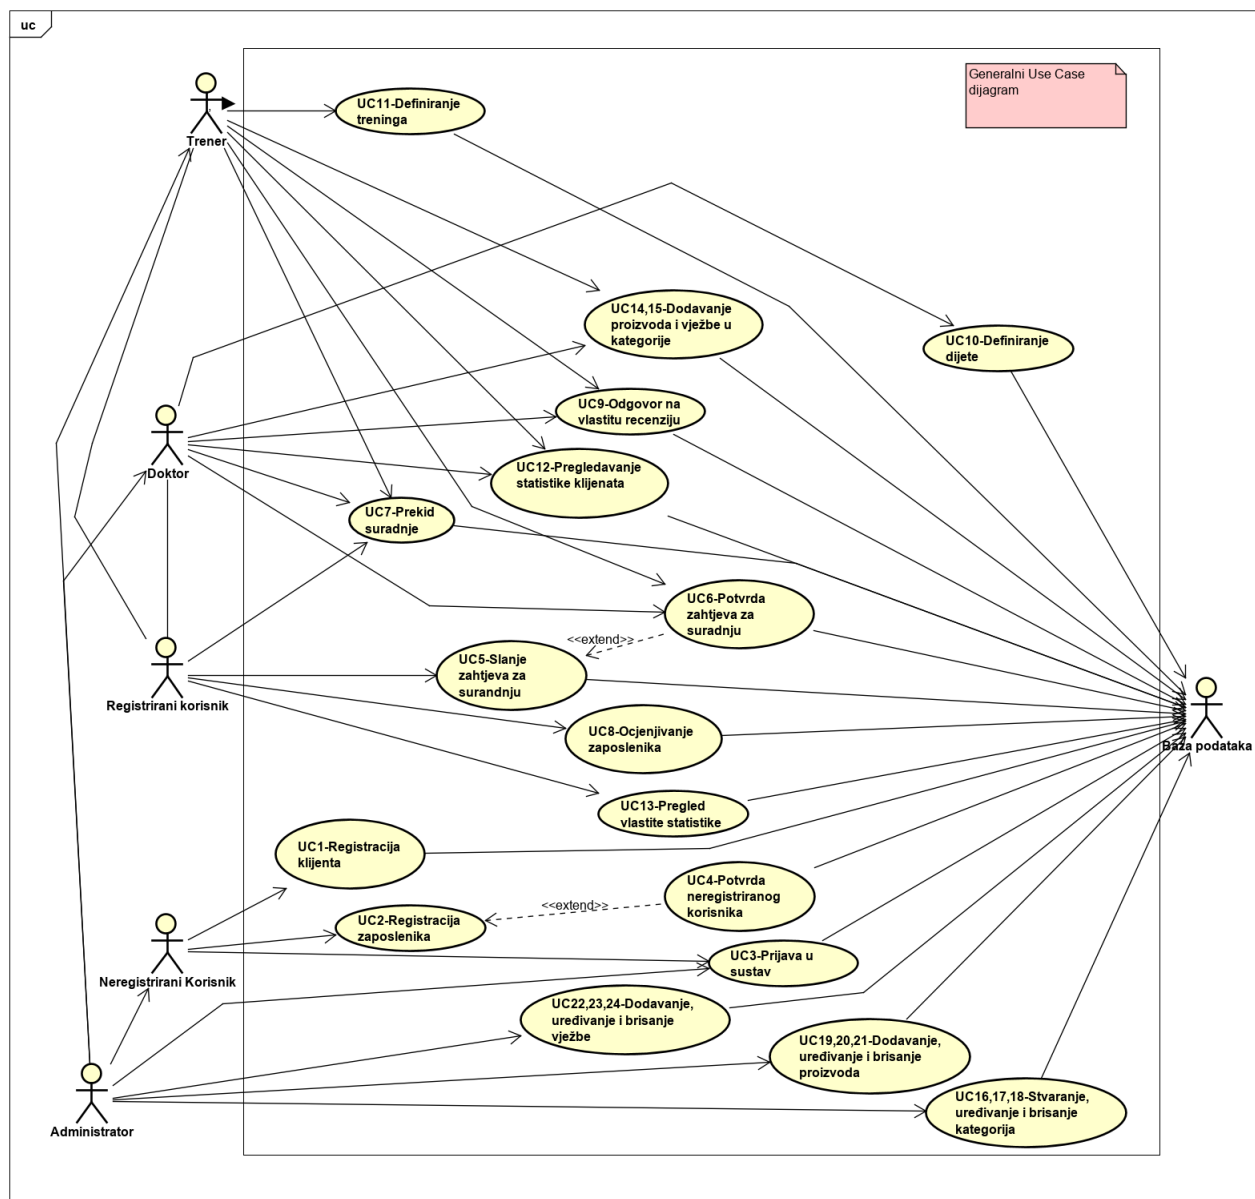 uc
Generalni Use Case
dijagram
Trener
UC11-Definiranje
treninga
UC14,15-Dodavanje
proizvoda i vježbe u
kategorije
UC10-Definiranje
dijete
UC9-Odgovor na
vlastitu recenziju
Doktor
UC12-Pregledavanje
statistike klijenata
UC7-Prekid
suradnje
UC6-Potvrda
zahtjeva za
suradnju
<<extend>>
UC5-Slanje
zahtjeva za
surandnju
Registrirani korisnik
UC8-Ocjenjivanje
zaposlenika
Baza podataka
UC13-Pregled
vlastite statistike
UC1-Registracija
klijenta
UC4-Potvrda
neregistriranog
korisnika
<<extend>>
UC2-Registracija
zaposlenika
UC3-Prijava u
sustav
Neregistrirani Korisnik
UC22,23,24-Dodavanje,
uređivanje i brisanje
vježbe
UC19,20,21-Dodavanje,
uređivanje i brisanje
proizvoda
UC16,17,18-Stvaranje,
uređivanje i brisanje
kategorija
Administrator